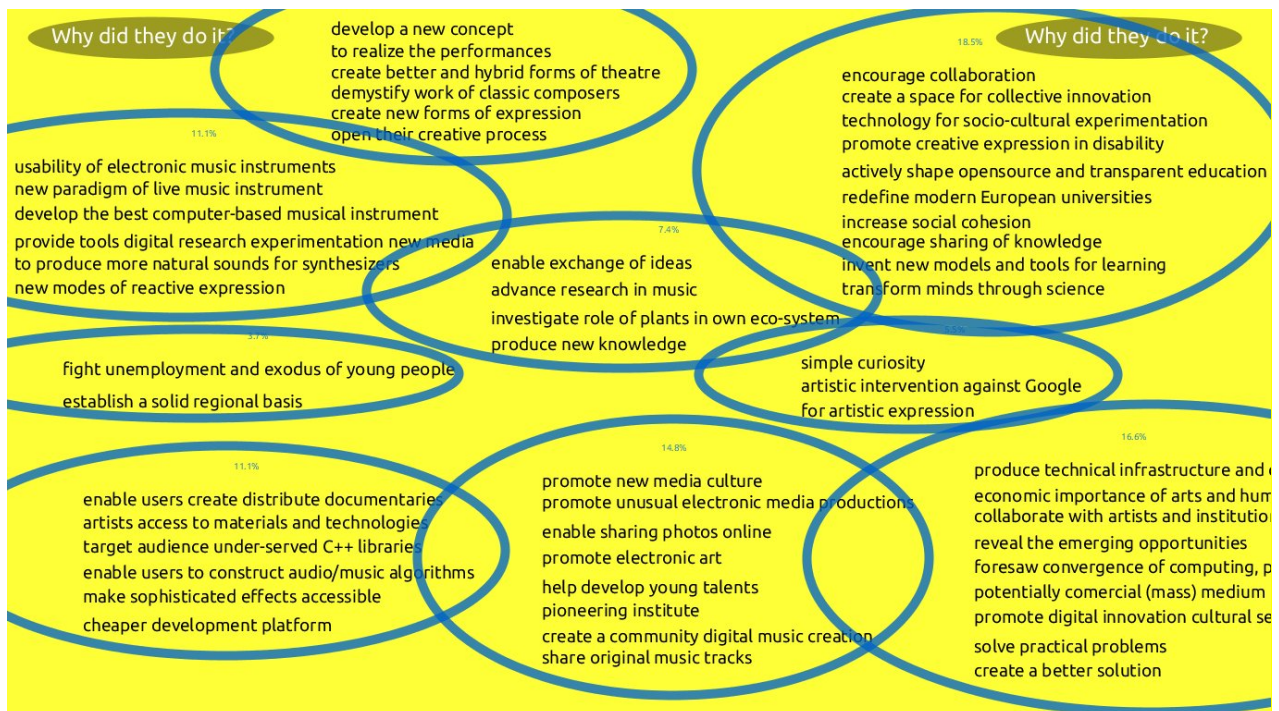 Why did they do it?
develop a new concept
to realize the performances
create better and hybrid forms of theatre
demystify work of classic composers
create new forms of expression
open their creative process
18.5%
Why did they do it?
encourage collaboration
create a space for collective innovation
technology for socio-cultural experimentation
promote creative expression in disability
actively shape opensource and transparent education
redefine modern European universities
increase social cohesion
encourage sharing of knowledge
invent new models and tools for learning
transform minds through science
11.1%
usability of electronic music instruments
new paradigm of live music instrument
develop the best computer-based musical instrument
provide tools digital research experimentation new media
to produce more natural sounds for synthesizers
new modes of reactive expression
7.4%
enable exchange of ideas
advance research in music
investigate role of plants in own eco-system
produce new knowledge
3.7%
fight unemployment and exodus of young people
establish a solid regional basis
simple curiosity
artistic intervention against Google
for artistic expression
11.1%
enable users create distribute documentaries
artists access to materials and technologies
target audience under-served C++ libraries
enable users to construct audio/music algorithms
make sophisticated effects accessible
cheaper development platform
14.8%
promote new media culture
promote unusual electronic media productions
enable sharing photos online
promote electronic art
help develop young talents
pioneering institute
create a community digital music creation
share original music tracks
16.6%
produce technical infrastructure and
economic importance of arts and
collaborate with artists and
reveal the emerging opportunities
foresaw convergence of computing,
potentially comercial (mass) medium
promote digital innovation cultural
solve practical problems
create a better solution